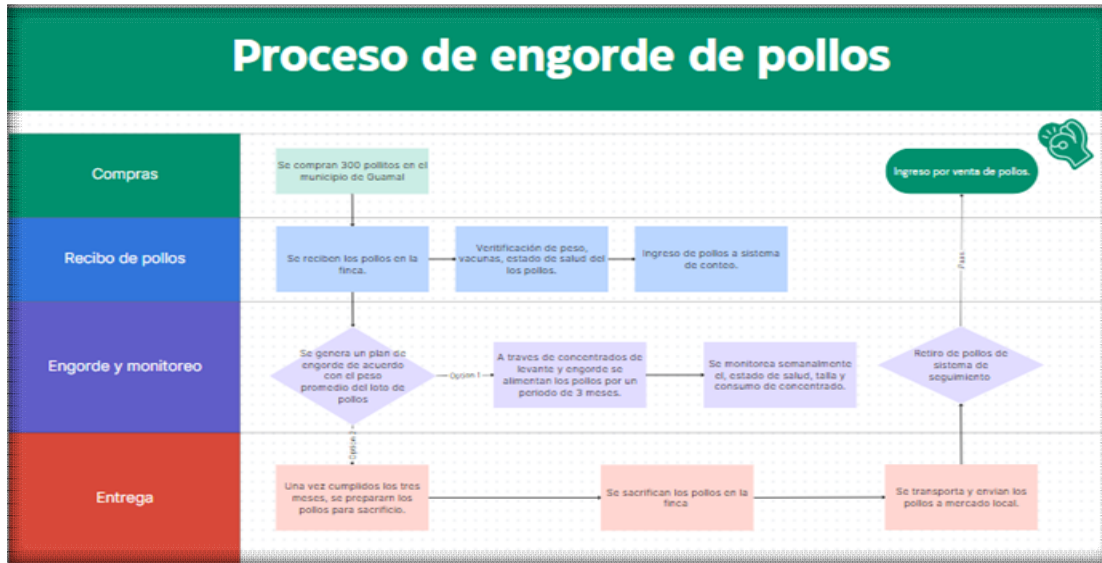 Proceso de engorde de pollos
Compras
Se compran 300 pollitos en el
municipio de Guamal
Ingreso por venta de pollos.
Recibo de pollos
Se reciben los pollos en la
finca.
Veritificación de peso,
vacunas, estado de salud del
los pollos.
Ingreso de pollos a sistema
de conteo.
Engorde y monitoreo
Se genera un plan de
engorde de acuerdo
con el peso
promedio del loto de
pollos
Option 1
A traves de concentrados de
levante y engorde se
alimentan los pollos por un
periodo de 3 meses.
Se monitorea semanalmente
el, estado de salud, talla y
consumo de concentrado.
Retiro de pollos de
sistema de
seguimiento
Option 2
Entrega
Una vez cumplidos los tres
meses, se prepararn los
pollos para sacrificio.
Se sacrifican los pollos en la
finca
Se transporta y envian los
pollos a mercado local.